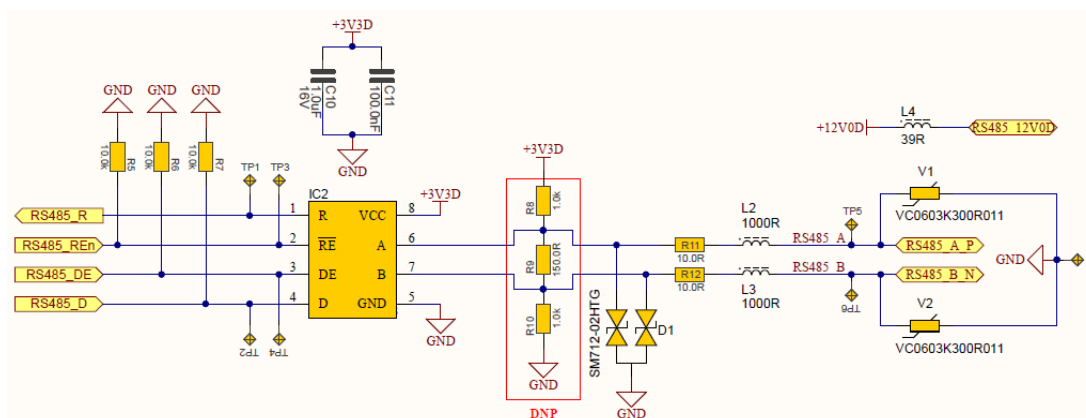 +3V3D
GND
GND
GND
C10
1.0uF
16V
C11
100.0nF
GND
+12V0D
L4
39R
RS485_12V0D
10.0k
R5
10.0k
R6
10.0k
R7
TP1
TP3
IC2
+3V3D
+3V3D
R8
1.0k
V1
VC0603K300R011
RS485_R
1
R
VCC
8
RS485_REn
2
RE
A
6
R9
150.0R
R11
10.0R
L2
1000R
RS485_A
TP5
RS485_A_P
GND
RS485_DE
3
DE
B
7
R12
10.0R
L3
1000R
RS485_B
TP6
RS485_B_N
RS485_D
4
D
GND
5
TP2
TP4
GND
R10
1.0k
GND
DNP
SM712-02HTG
D1
GND
V2
VC0603K300R011